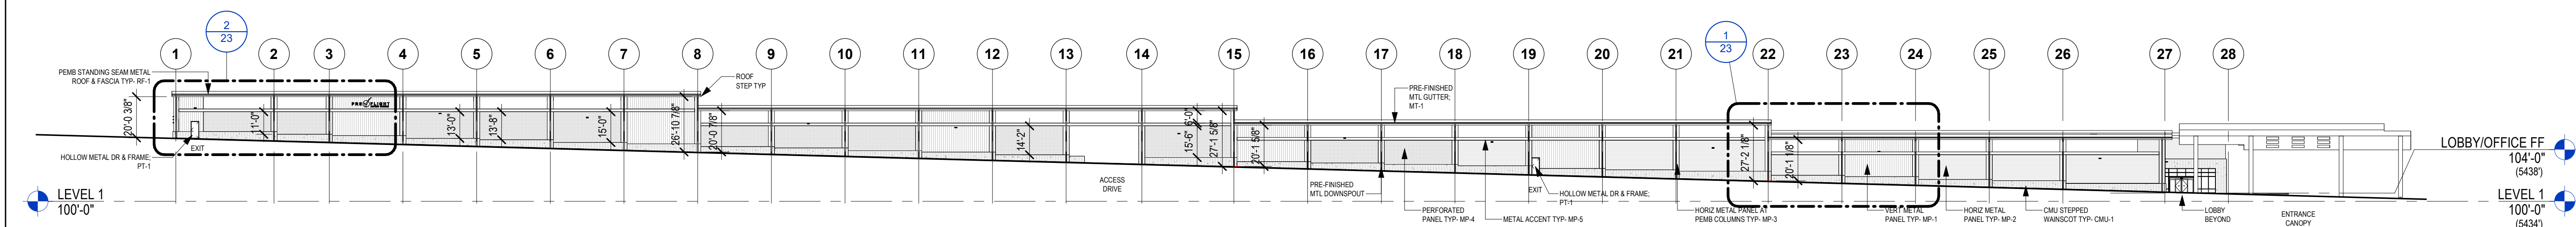 2
23
1
23
1
2
3
4
5
6
7
8
9
10
11
12
13
14
15
16
17
18
19
20
21
22
23
24
25
26
27
28
PEMB STANDING SEAM METAL
ROOF & FASCIA TYP- RF-1
ROOF
STEP TYP
PRE-FINISHED
MTL GUTTER;
MT-1
PREFLIGHT
20'-0 3/8"
11'-0"
13'-0"
13'-8"
15'-0"
26'-10 7/8"
20'-0 7/8"
14'-2"
15'-6"
6'-0"
27'-1 5/8"
20'-1 5/8"
27'-2 1/8"
20'-1 1/8"
EXIT
HOLLOW METAL DR & FRAME;
PT-1
ACCESS
DRIVE
PRE-FINISHED
MTL DOWNSPOUT
PERFORATED
PANEL TYP- MP-4
METAL ACCENT TYP- MP-5
EXIT
HOLLOW METAL DR & FRAME;
PT-1
HORIZ METAL PANEL AT
PEMB COLUMNS TYP- MP-3
VERT METAL
PANEL TYP- MP-1
HORIZ METAL
PANEL TYP- MP-2
CMU STEPPED
WAINSCOT TYP- CMU-1
LOBBY
BEYOND
ENTRANCE
CANOPY
LEVEL 1
100'-0"
LOBBY/OFFICE FF
104'-0"
(5438')
LEVEL 1
100'-0"
(5434')